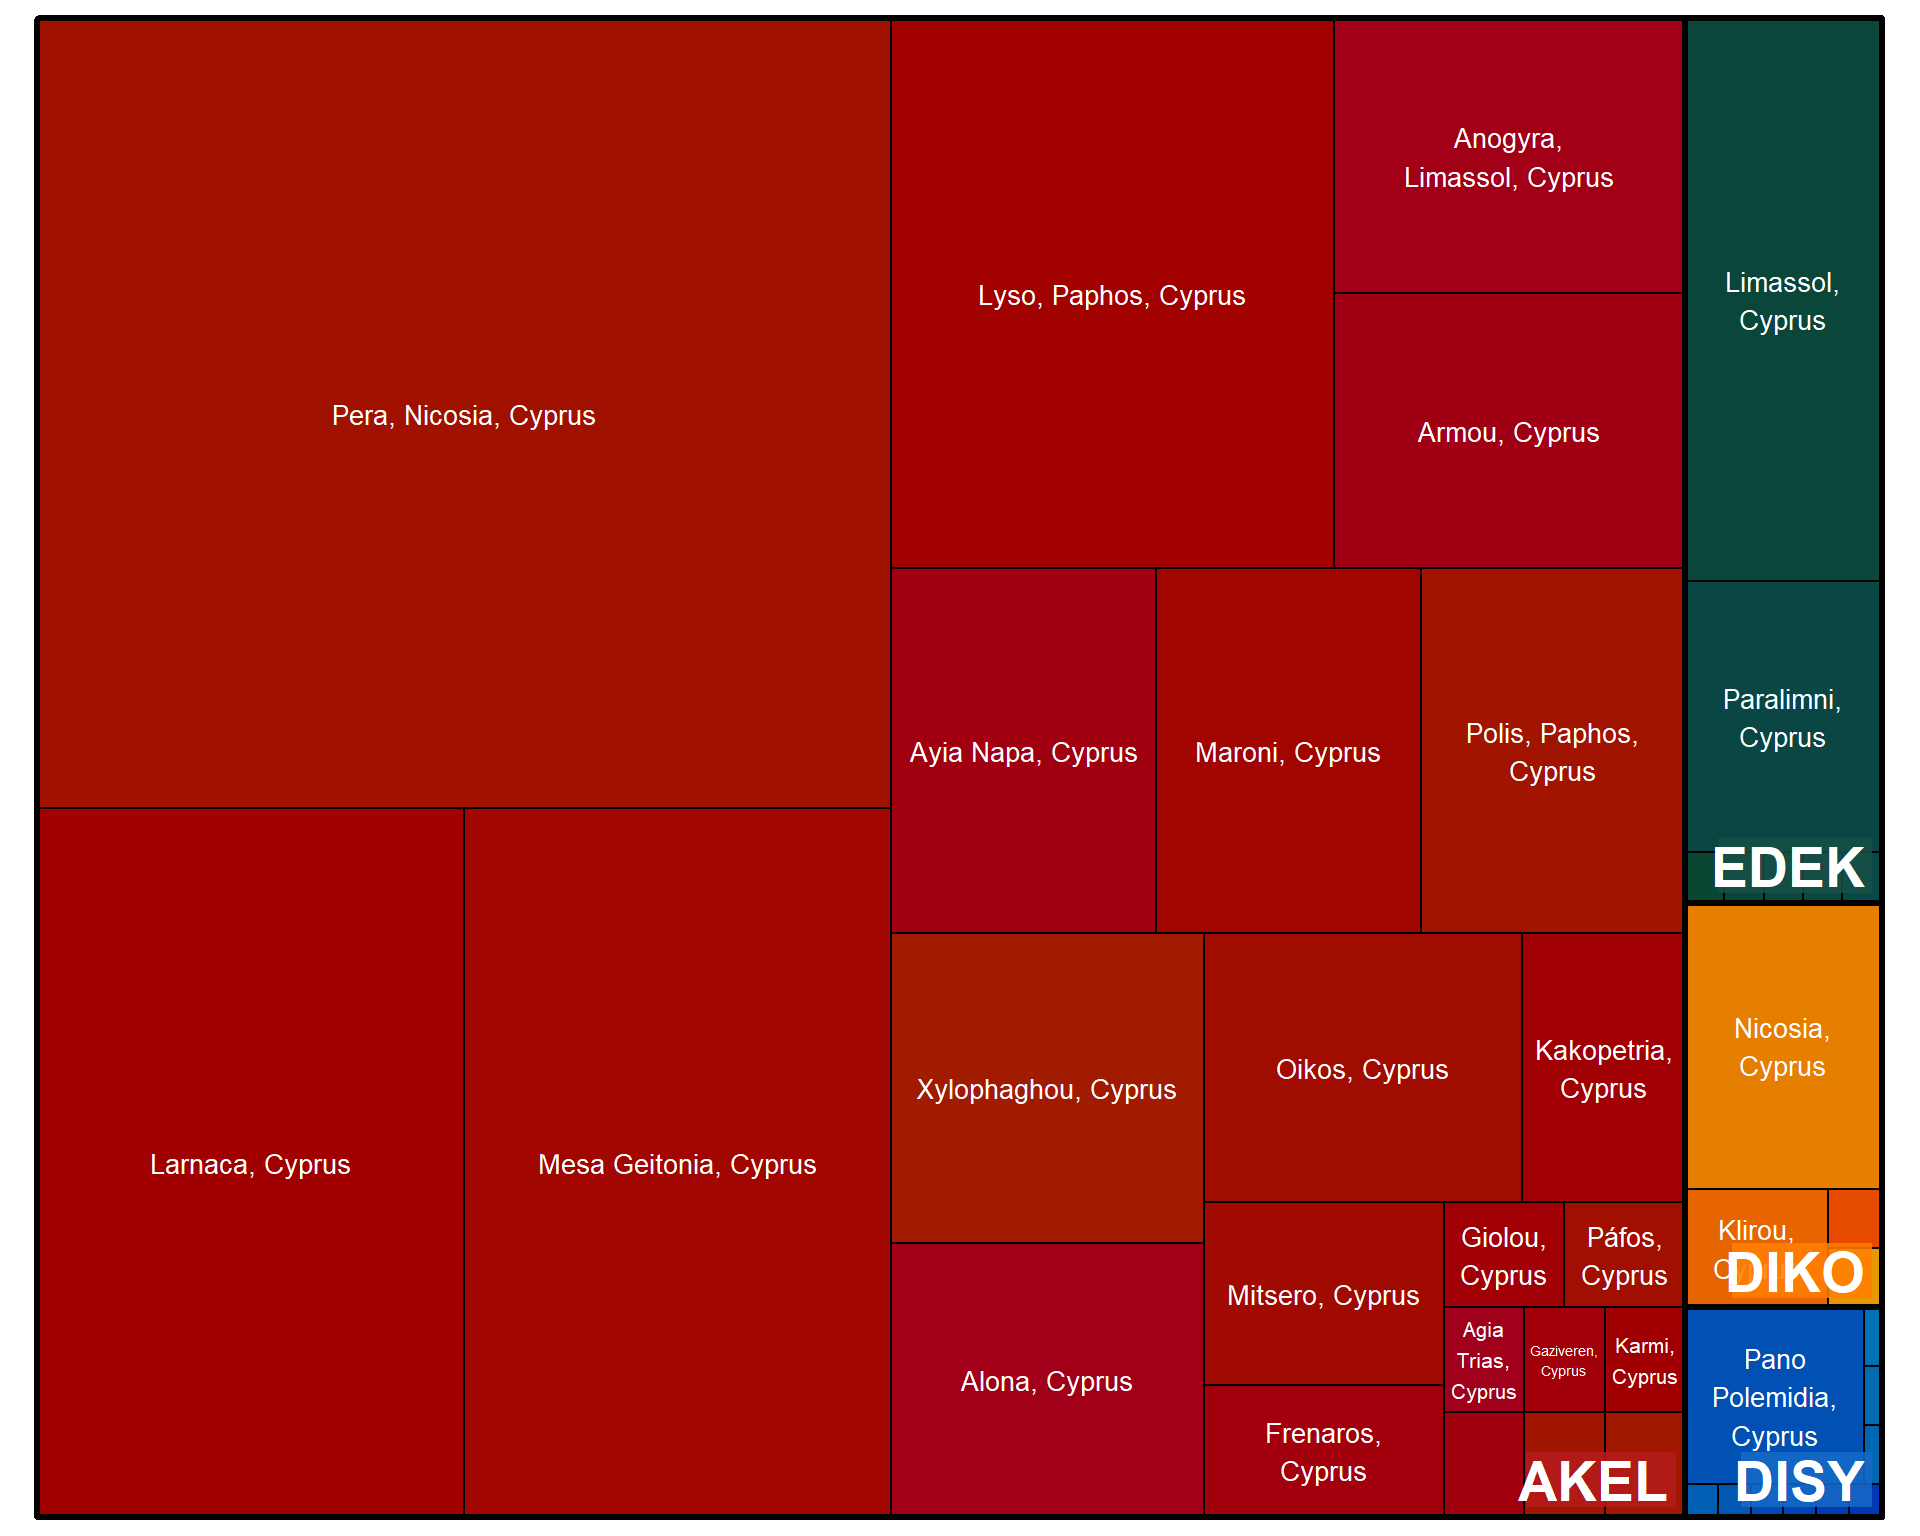 Pera, Nicosia, Cyprus
Larnaca, Cyprus
Mesa Geitonia, Cyprus
Lyso, Paphos, Cyprus
Anogyra,
Limassol, Cyprus
Armou, Cyprus
Ayia Napa, Cyprus
Maroni, Cyprus
Polis, Paphos,
Cyprus
Xylophaghou, Cyprus
Alona, Cyprus
Oikos, Cyprus
Kakopetria,
Cyprus
Mitsero, Cyprus
Frenaros,
Cyprus
Giolou,
Cyprus
Páfos,
Cyprus
Agia
Trias,
Cyprus
Gaziveren,
Cyprus
Karmi,
Cyprus
AKEL
Limassol,
Cyprus
Paralimni,
Cyprus
EDEK
Nicosia,
Cyprus
Klirou,
DIKO
Pano
Polemidia,
Cyprus
DISY